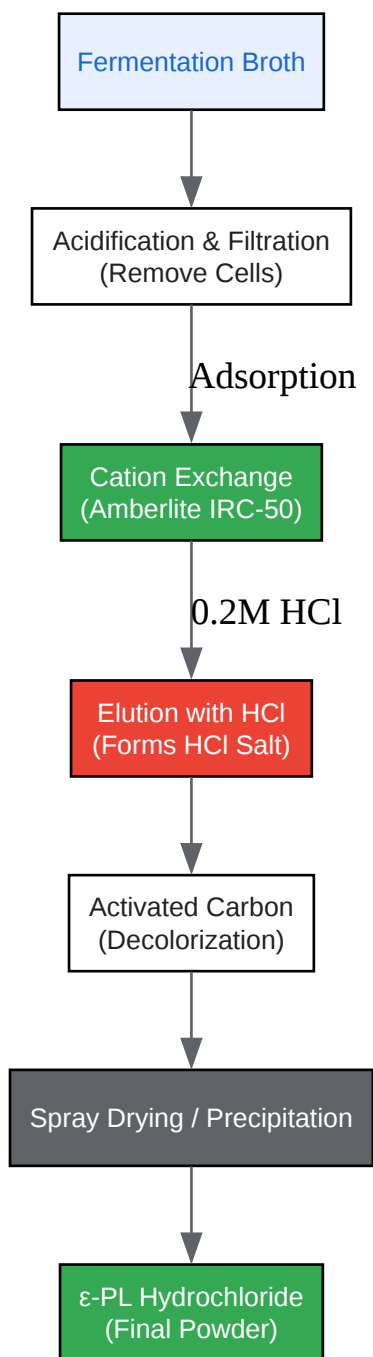 Fermentation Broth
Acidification & Filtration
(Remove Cells)
Adsorption
Cation Exchange
(Amberlite IRC-50)
0.2M HCl
Elution with HCl
(Forms HCl Salt)
Activated Carbon
(Decolorization)
Spray Drying / Precipitation
ε-PL Hydrochloride
(Final Powder)